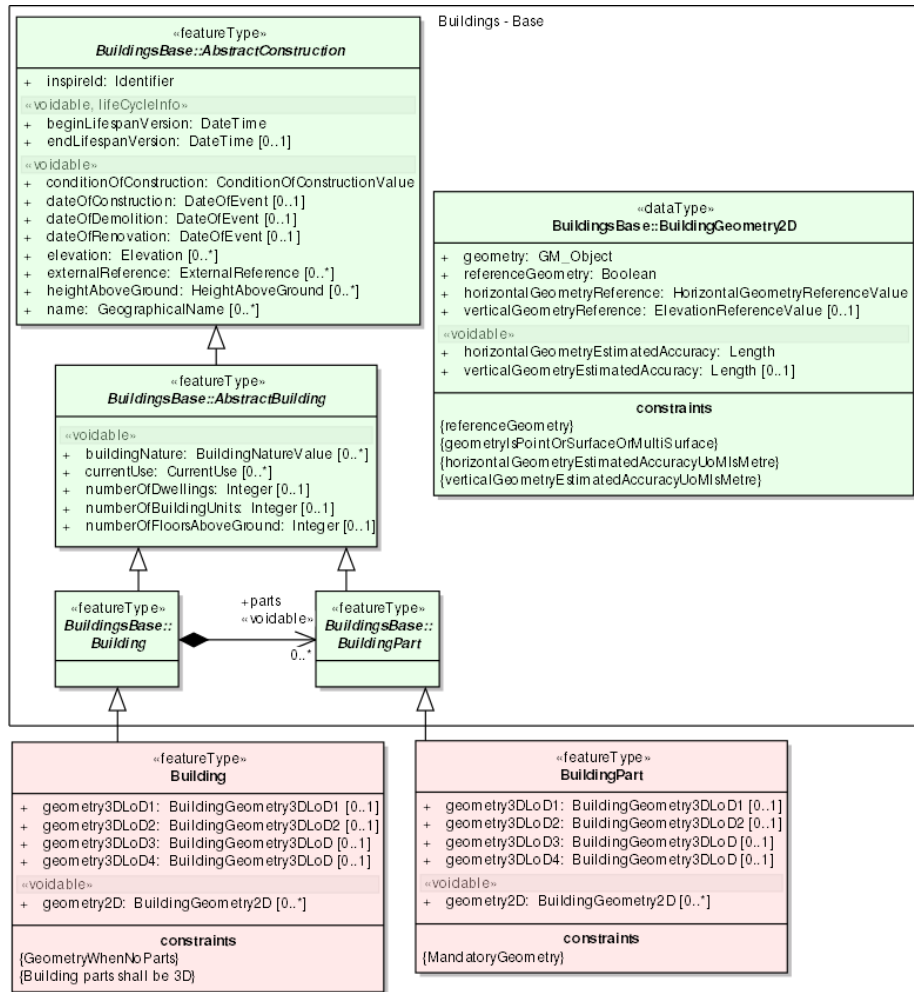 Buildings - Base
«featureType»
BuildingsBase::AbstractConstruction
+ inspireId: Identifier
«voidable, lifeCycleInfo»
+ beginLifespanVersion: DateTime
+ endLifespanVersion: DateTime [0..1]
«voidable»
+ conditionOfConstruction: ConditionOfConstructionValue
+ dateOfConstruction: DateOfEvent [0..1]
+ dateOfDemolition: DateOfEvent [0..1]
+ dateOfRenovation: DateOfEvent [0..1]
+ elevation: Elevation [0..*]
+ externalReference: ExternalReference [0..*]
+ heightAboveGround: HeightAboveGround [0..*]
+ name: GeographicalName [0..*]
«dataType»
BuildingsBase::BuildingGeometry2D
+ geometry: GM_Object
+ referenceGeometry: Boolean
+ horizontalGeometryReference: HorizontalGeometryReferenceValue
+ verticalGeometryReference: ElevationReferenceValue [0..1]
«voidable»
+ horizontalGeometryEstimatedAccuracy: Length
+ verticalGeometryEstimatedAccuracy: Length [0..1]
constraints
{referenceGeometry}
{geometryIsPointOrSurfaceOrMultiSurface}
{horizontalGeometryEstimatedAccuracyUoMIsMetre}
{verticalGeometryEstimatedAccuracyUoMIsMetre}
«featureType»
BuildingsBase::AbstractBuilding
«voidable»
+ buildingNature: BuildingNatureValue [0..*]
+ currentUse: CurrentUse [0..*]
+ numberOfDwellings: Integer [0..1]
+ numberOfBuildingUnits: Integer [0..1]
+ numberOfFloorsAboveGround: Integer [0..1]
«featureType»
BuildingsBase::
Building
+parts
«voidable»
0..*
«featureType»
BuildingsBase::
BuildingPart
«featureType»
Building
+ geometry3DLoD1: BuildingGeometry3DLoD1 [0..1]
+ geometry3DLoD2: BuildingGeometry3DLoD2 [0..1]
+ geometry3DLoD3: BuildingGeometry3DLoD [0..1]
+ geometry3DLoD4: BuildingGeometry3DLoD [0..1]
«voidable»
+ geometry2D: BuildingGeometry2D [0..*]
constraints
{GeometryWhenNoParts}
{Building parts shall be 3D}
«featureType»
BuildingPart
+ geometry3DLoD1: BuildingGeometry3DLoD1 [0..1]
+ geometry3DLoD2: BuildingGeometry3DLoD2 [0..1]
+ geometry3DLoD3: BuildingGeometry3DLoD [0..1]
+ geometry3DLoD4: BuildingGeometry3DLoD [0..1]
«voidable»
+ geometry2D: BuildingGeometry2D [0..*]
constraints
{MandatoryGeometry}